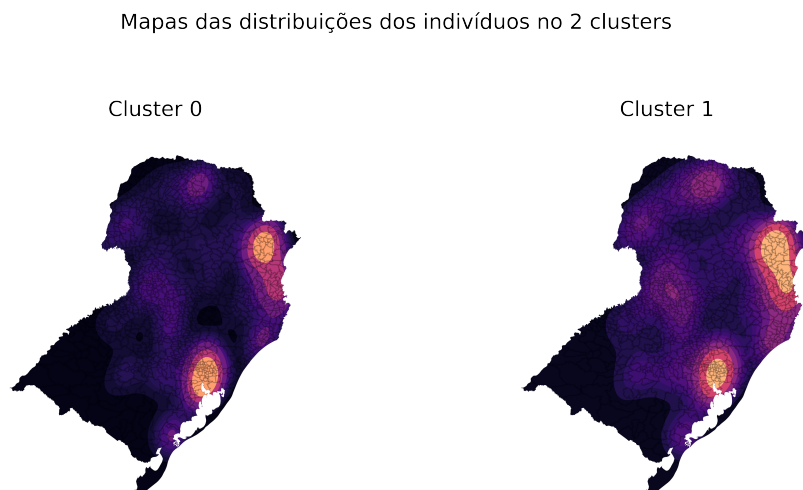 Mapas das distribuições dos indivíduos no 2 clusters
Cluster 0
Cluster 1